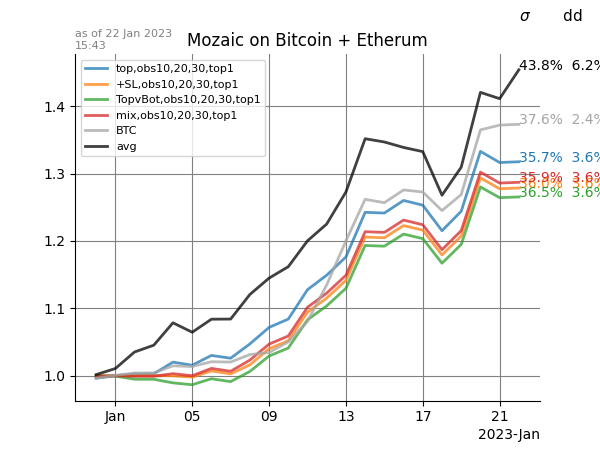 σ dd
as of 22 Jan 2023
15:43
Mozaic on Bitcoin + Etherum
top,obs10,20,30,top1
+SL,obs10,20,30,top1
TopvBot,obs10,20,30,top1
mix,obs10,20,30,top1
BTC
avg
43.8% 6.2%
37.6% 2.4%
35.7% 3.6%
35.9% 3.6%
36.5% 3.6%
1.4
1.3
1.2
1.1
1.0
Jan 05 09 13 17 21
2023-Jan